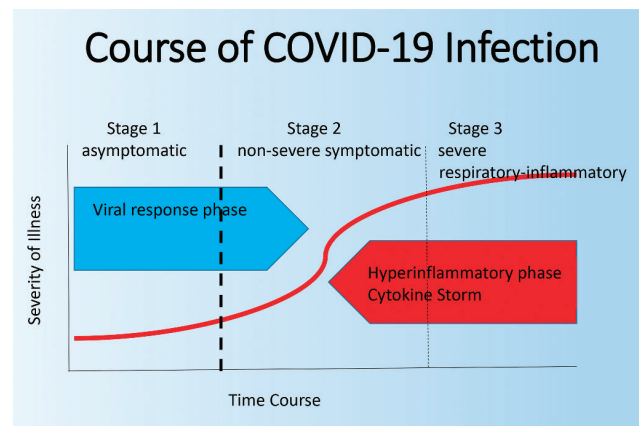 Course of COVID-19 Infection
Stage 1
asymptomatic
Stage 2
non-severe symptomatic
Stage 3
severe
respiratory-inflammatory
Viral response phase
Hyperinflammatory phase
Cytokine Storm
Severity of Illness
Time Course